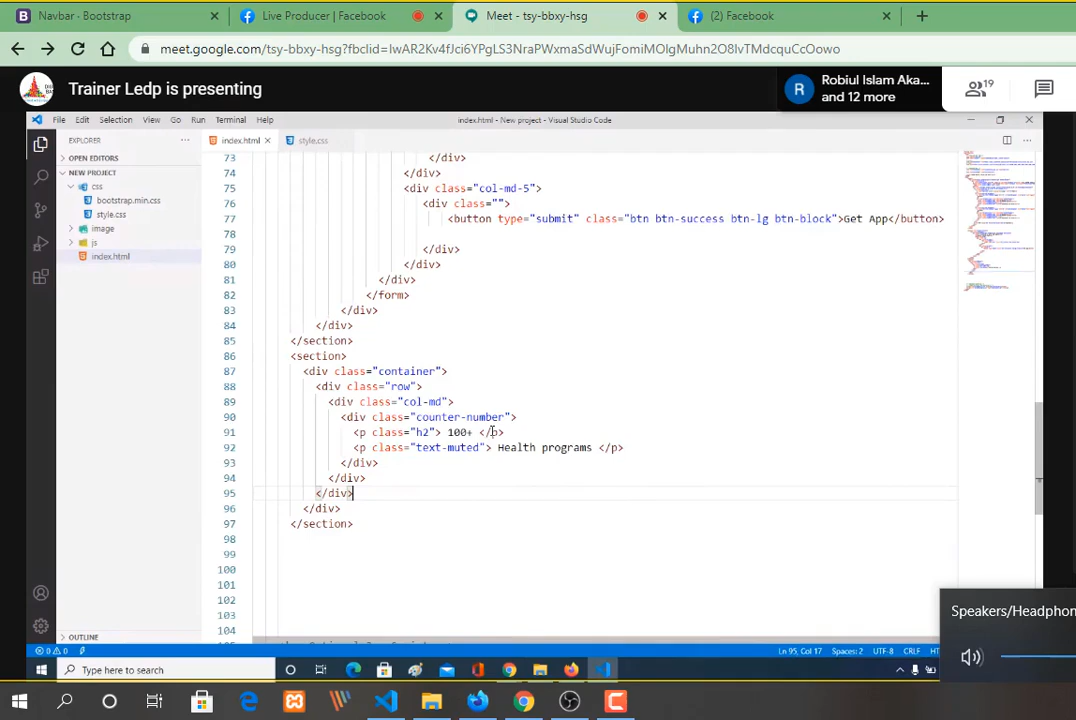 Navbar - Bootstrap
Live Producer | Facebook
Meet - tsy-bbxy-hsg
(2) Facebook
meet.google.com/tsy-bbxy-hsg?fbclid=IwAR2Kv4fJci6YPgLS3NraPWxmaSdWujFomiMOlgMuhn2O8IvTMdcquCcOowo
Trainer Ledp is presenting
R
Robiul Islam Aka...
and 12 more
19
File Edit Selection View Go Run Terminal Help
index.html - New project - Visual Studio Code
EXPLORER
index.html
style.css
OPEN EDITORS
NEW PROJECT
css
bootstrap.min.css
style.css
image
js
index.html
OUTLINE
73 </div>
74 </div>
75 <div class="col-md-5">
76 <div class="">
77 <button type="submit" class="btn btn-success btn-lg btn-block">Get App</button>
78
79 </div>
80 </div>
81 </div>
82 </form>
83 </div>
84 </div>
85 </section>
86 <section>
87 <div class="container">
88 <div class="row">
89 <div class="col-md">
90 <div class="counter-number">
91 <p class="h2"> 100+ </p>
92 <p class="text-muted"> Health programs </p>
93 </div>
94 </div>
95 </div>
96 </div>
97 </section>
98
99
100
101
102
103
104
0 0
Ln 95, Col 17 Spaces: 2 UTF-8 CRLF
Speakers/Headphon
Type here to search